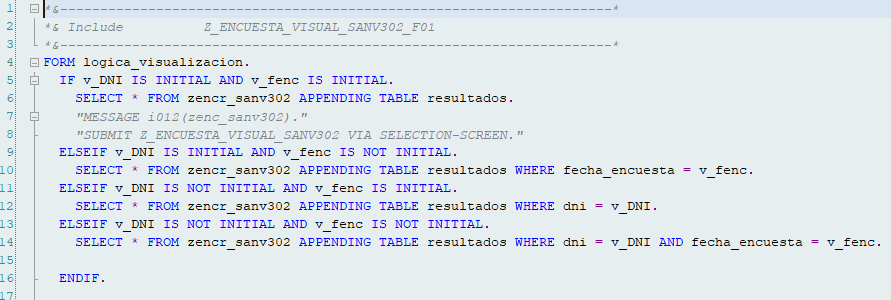 1 *&---------------------------------------------------------------------*
2 *& Include          Z_ENCUESTA_VISUAL_SANV302_F01
3 *&---------------------------------------------------------------------*
4 FORM logica_visualizacion.
5   IF v_DNI IS INITIAL AND v_fenc IS INITIAL.
6     SELECT * FROM zencr_sanv302 APPENDING TABLE resultados.
7     "MESSAGE i012(zenc_sanv302)."
8     "SUBMIT Z_ENCUESTA_VISUAL_SANV302 VIA SELECTION-SCREEN."
9   ELSEIF v_DNI IS INITIAL AND v_fenc IS NOT INITIAL.
10     SELECT * FROM zencr_sanv302 APPENDING TABLE resultados WHERE fecha_encuesta = v_fenc.
11   ELSEIF v_DNI IS NOT INITIAL AND v_fenc IS INITIAL.
12     SELECT * FROM zencr_sanv302 APPENDING TABLE resultados WHERE dni = v_DNI.
13   ELSEIF v_DNI IS NOT INITIAL AND v_fenc IS NOT INITIAL.
14     SELECT * FROM zencr_sanv302 APPENDING TABLE resultados WHERE dni = v_DNI AND fecha_encuesta = v_fenc.
15
16   ENDIF.
17